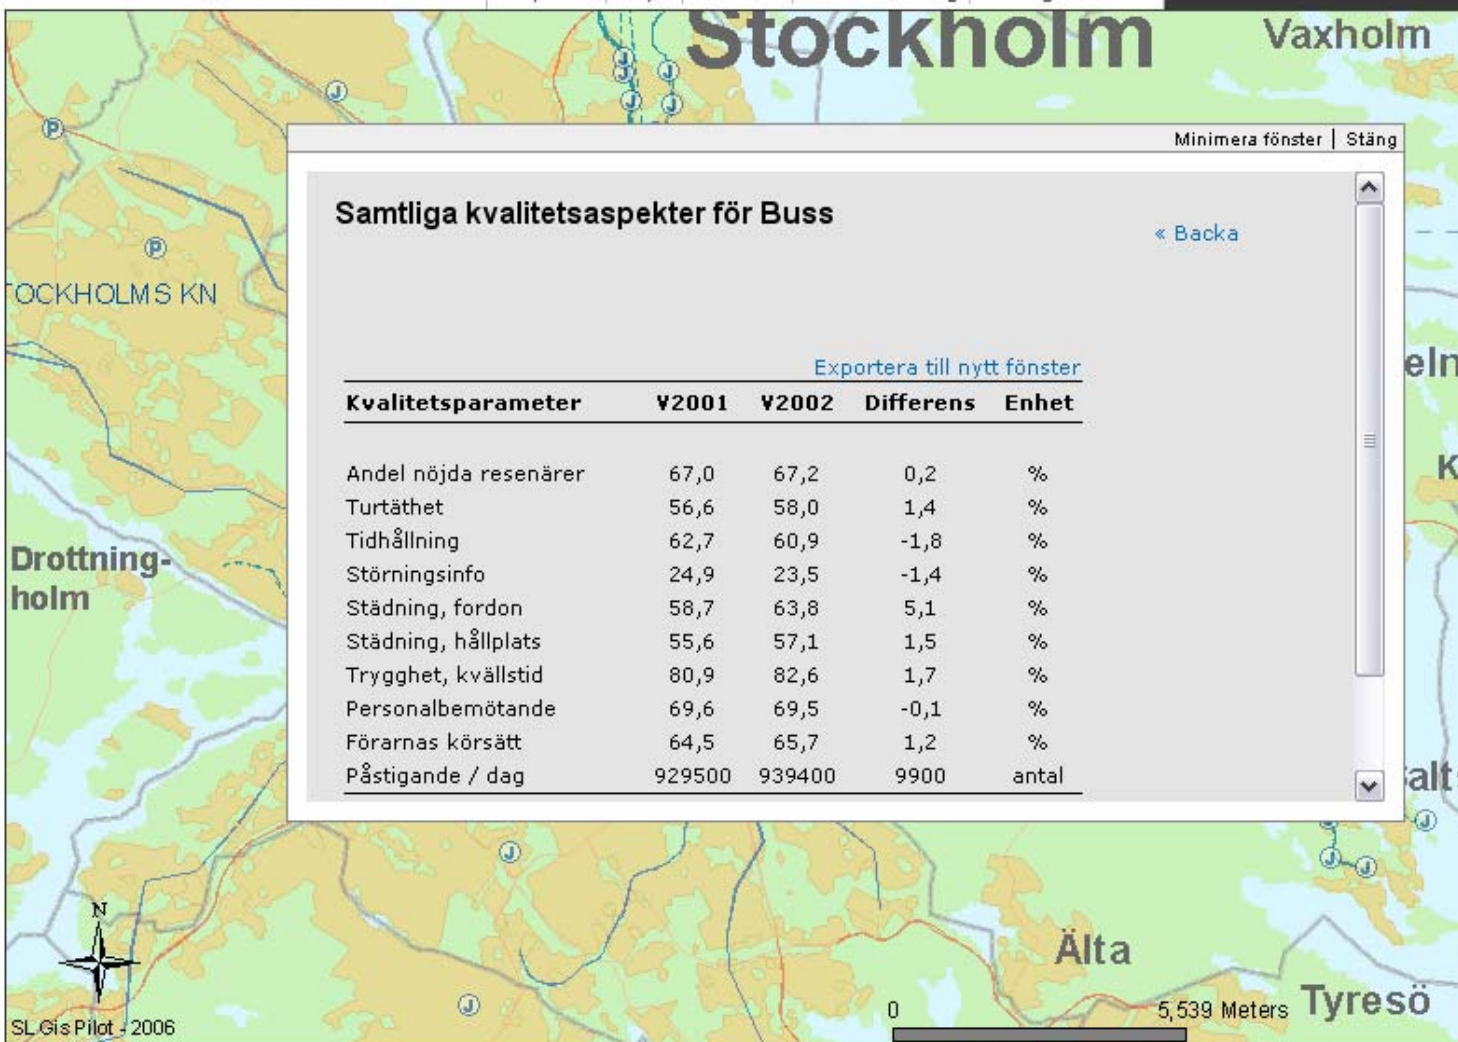 Stockholm
Vaxholm
Minimera fönster | Stäng
Samtliga kvalitetsaspekter för Buss
« Backa
P
J
TOCKHOLMS KN
Exportera till nytt fönster
Kvalitetsparameter V2001 V2002 Differens Enhet
Andel nöjda resenärer 67,0 67,2 0,2 %
Turtäthet 56,6 58,0 1,4 %
Tidhållning 62,7 60,9 -1,8 %
Störningsinfo 24,9 23,5 -1,4 %
Städning, fordon 58,7 63,8 5,1 %
Städning, hållplats 55,6 57,1 1,5 %
Trygghet, kvällstid 80,9 82,6 1,7 %
Personalbemötande 69,6 69,5 -0,1 %
Förarnas körsätt 64,5 65,7 1,2 %
Påstigande / dag 929500 939400 9900 antal
Drottning-
holm
eln
K
alt
N
Älta
Tyresö
0 5,539 Meters
SL Gis Pilot - 2006